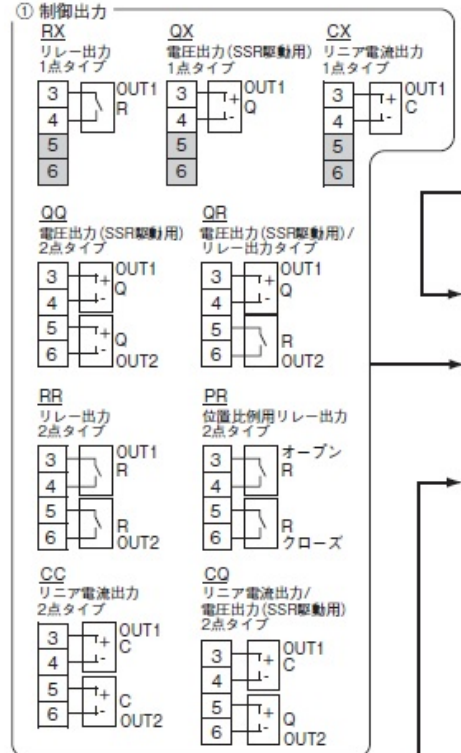 ① 制御出力
RX
リレー出力
1点タイプ
3
4
5
6
OUT1
R
QX
電圧出力(SSR駆動用)
1点タイプ
3
4
5
6
+
-
OUT1
Q
CX
リニア電流出力
1点タイプ
3
4
5
6
+
-
OUT1
C
QQ
電圧出力(SSR駆動用)
2点タイプ
3
4
5
6
+
-
+
-
OUT1
Q
Q
OUT2
QR
電圧出力(SSR駆動用)/
リレー出力タイプ
3
4
5
6
+
-
OUT1
Q
R
OUT2
RR
リレー出力
2点タイプ
3
4
5
6
OUT1
R
R
OUT2
PR
位置比例用リレー出力
2点タイプ
3
4
5
6
オープン
R
R
クローズ
CC
リニア電流出力
2点タイプ
3
4
5
6
+
-
+
-
OUT1
C
C
OUT2
CQ
リニア電流出力/
電圧出力(SSR駆動用)
2点タイプ
3
4
5
6
+
-
+
-
OUT1
C
Q
OUT2